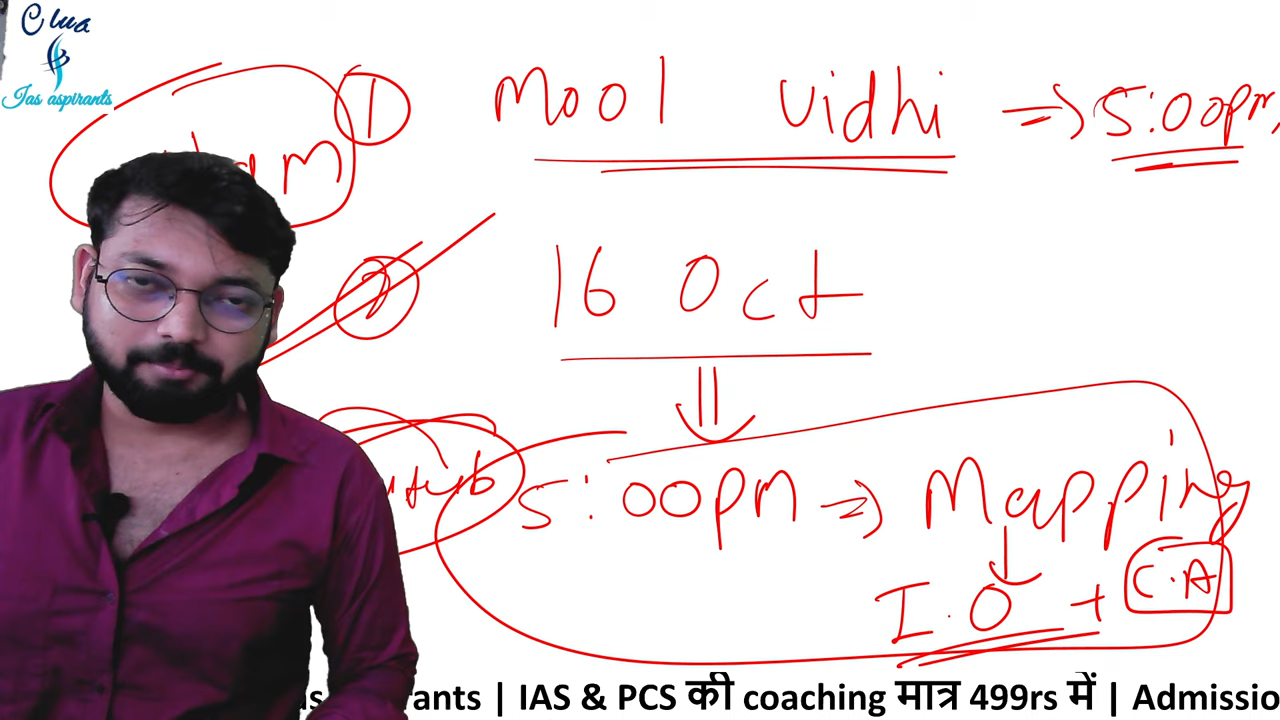 Clua
Ias aspirants
1 Mool Vidhi => 5:00pm
2
16 Oct
5:00pm => Mapping
I.O + C.A
rants | IAS & PCS की coaching मात्र 499rs में | Admissio